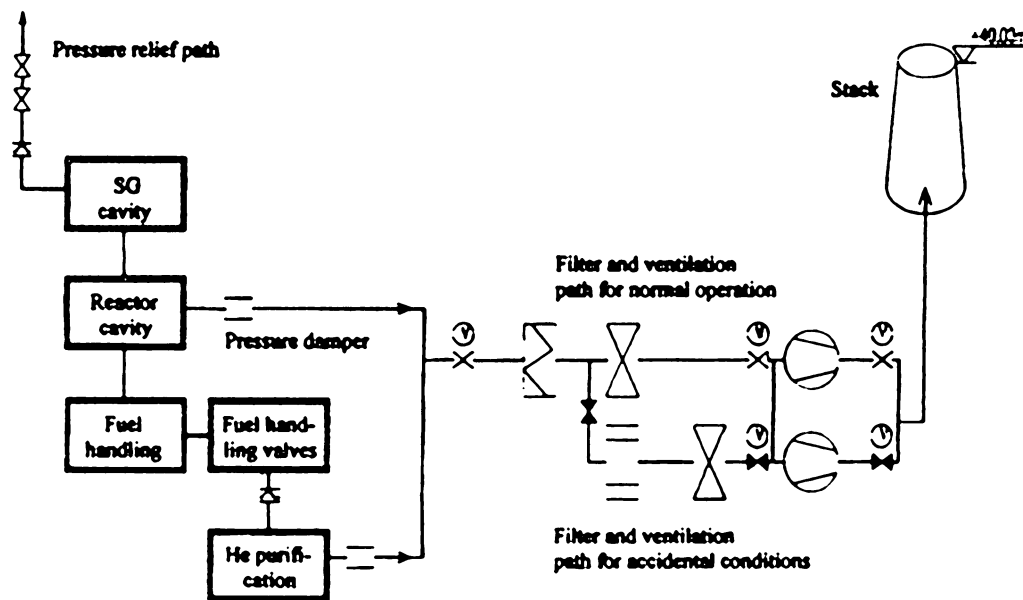 Pressure relief path
Stack
SG
cavity
Filter and ventilation
path for normal operation
Reactor
cavity
Pressure damper
Fuel
handling
Fuel hand-
ling valves
Filter and ventilation
path for accidental conditions
He purifi-
cation